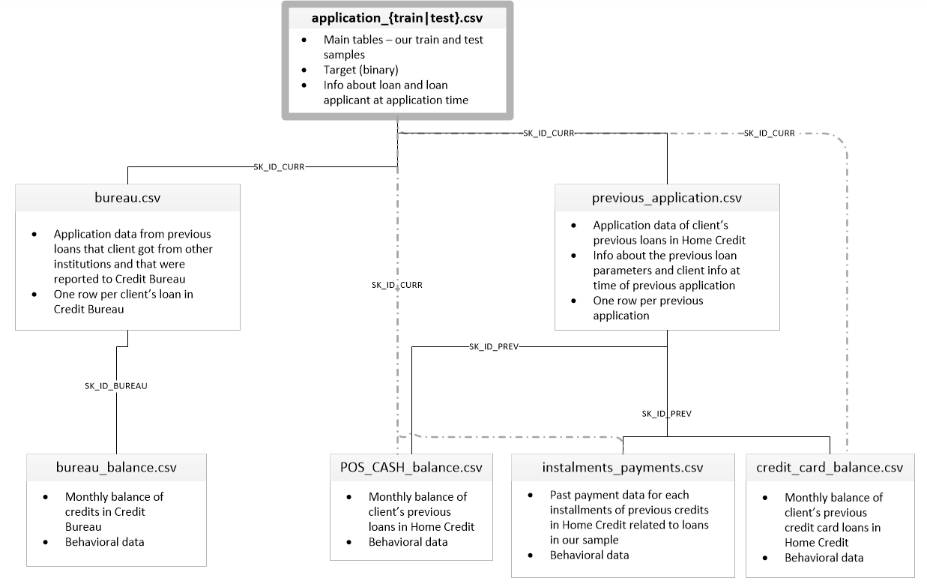 application_{train|test}.csv
• Main tables – our train and test
samples
• Target (binary)
• Info about loan and loan
applicant at application time
SK_ID_CURR
SK_ID_CURR
SK_ID_CURR
bureau.csv
• Application data from previous
loans that client got from other
institutions and that were
reported to Credit Bureau
• One row per client's loan in
Credit Bureau
previous_application.csv
• Application data of client's
previous loans in Home Credit
• Info about the previous loan
parameters and client info at
time of previous application
• One row per previous
application
SK_ID_CURR
SK_ID_PREV
SK_ID_BUREAU
SK_ID_PREV
bureau_balance.csv
• Monthly balance of
credits in Credit
Bureau
• Behavioral data
POS_CASH_balance.csv
• Monthly balance of
client's previous
loans in Home Credit
• Behavioral data
instalments_payments.csv
• Past payment data for each
installments of previous credits
in Home Credit related to loans
in our sample
• Behavioral data
credit_card_balance.csv
• Monthly balance of
client's previous
credit card loans in
Home Credit
• Behavioral data